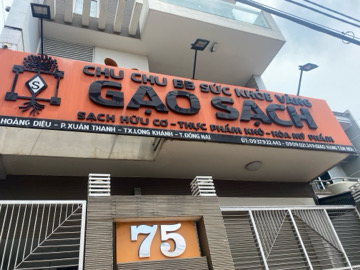 CHU CHU BB SỨC KHỎE VÀNG
GẠO SẠCH
SẠCH HỮU CƠ - THỰC PHẨM KHÔ - HÓA MỸ PHẨM
HOÀNG DIỆU - P.XUÂN THANH - TX.LONG KHÁNH - T.ĐỒNG NAI
S
75